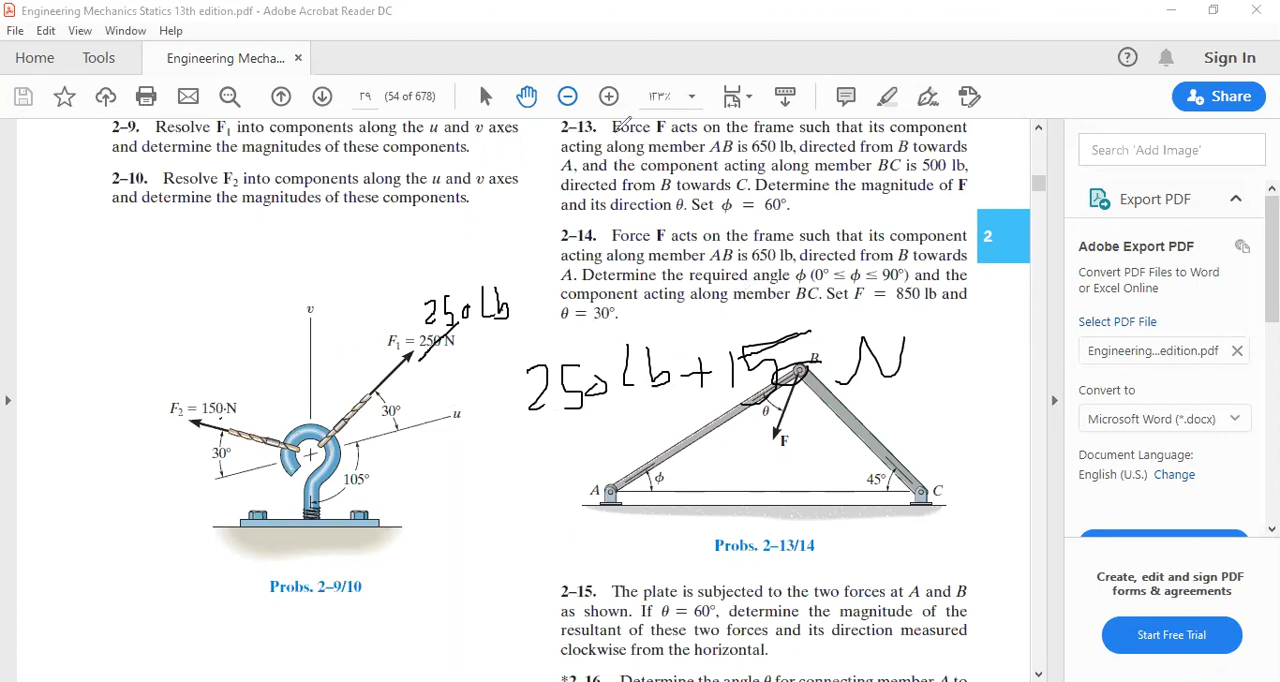 Engineering Mechanics Statics 13th edition.pdf - Adobe Acrobat Reader DC
File Edit View Window Help
Home Tools Engineering Mecha... ×
Sign In
٢٩ (54 of 678) ١٢٣٪ Share
2–9. Resolve F1 into components along the u and v axes
and determine the magnitudes of these components.
2–10. Resolve F2 into components along the u and v axes
and determine the magnitudes of these components.
v
250 lb
F1 = 250 N
F2 = 150 N
30°
u
30°
105°
Probs. 2–9/10
2–13. Force F acts on the frame such that its component
acting along member AB is 650 lb, directed from B towards
A, and the component acting along member BC is 500 lb,
directed from B towards C. Determine the magnitude of F
and its direction θ. Set ϕ = 60°.
2–14. Force F acts on the frame such that its component
acting along member AB is 650 lb, directed from B towards
A. Determine the required angle ϕ (0° ≤ ϕ ≤ 90°) and the
component acting along member BC. Set F = 850 lb and
θ = 30°.
2
250 lb + 150 N
B
θ
F
A ϕ 45° C
Probs. 2–13/14
2–15. The plate is subjected to the two forces at A and B
as shown. If θ = 60°, determine the magnitude of the
resultant of these two forces and its direction measured
clockwise from the horizontal.
*2–16. Determine the angle θ for connecting member A to
Search 'Add Image'
Export PDF
Adobe Export PDF
Convert PDF Files to Word
or Excel Online
Select PDF File
Engineering...edition.pdf
Convert to
Microsoft Word (*.docx)
Document Language:
English (U.S.) Change
Create, edit and sign PDF
forms & agreements
Start Free Trial